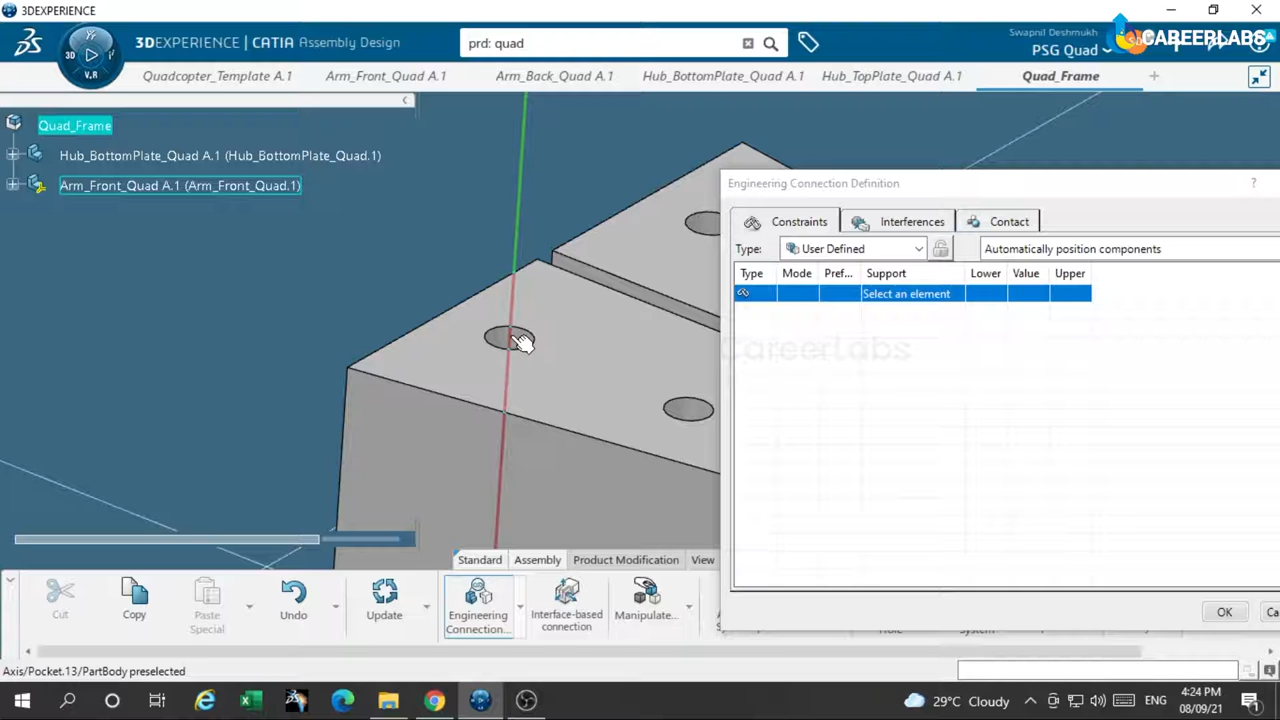 3DEXPERIENCE
3DEXPERIENCE | CATIA Assembly Design
prd: quad
Swapnil Deshmukh
PSG Quad
CAREERLABS
3D
V.R
Quadcopter_Template A.1
Arm_Front_Quad A.1
Arm_Back_Quad A.1
Hub_BottomPlate_Quad A.1
Hub_TopPlate_Quad A.1
Quad_Frame
Quad_Frame
Hub_BottomPlate_Quad A.1 (Hub_BottomPlate_Quad.1)
Arm_Front_Quad A.1 (Arm_Front_Quad.1)
Engineering Connection Definition
?
Constraints
Interferences
Contact
Type:
User Defined
Automatically position components
Type Mode Pref... Support Lower Value Upper
Select an element
CareerLabs
OK
Ca
Standard Assembly Product Modification View
Cut
Copy
Paste
Special
Undo
Update
Engineering
Connection...
Interface-based
connection
Manipulate...
Axis/Pocket.13/PartBody preselected
29°C Cloudy
ENG
4:24 PM
08/09/21